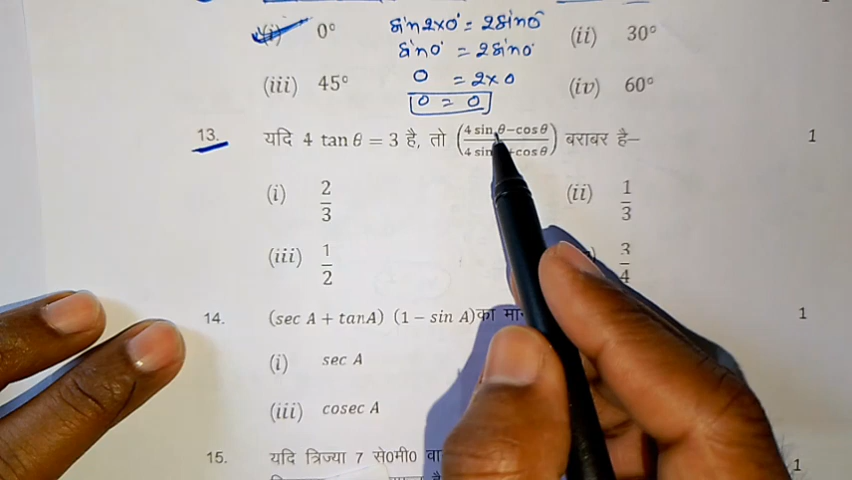 (i) 0° sin2×0° = 2sin0° (ii) 30°
sin0° = 2sin0°
(iii) 45° 0 = 2×0 (iv) 60°
0 = 0
13. यदि 4 tan θ = 3 है, तो (4 sin θ−cos θ / 4 sin +cos θ) बराबर है− 1
(i) 2/3 (ii) 1/3
(iii) 1/2 3/4
14. (sec A + tanA) (1 − sin A)का 1
(i) sec A
(iii) cosec A
15. यदि त्रिज्या 7 से0मी0 वा 1